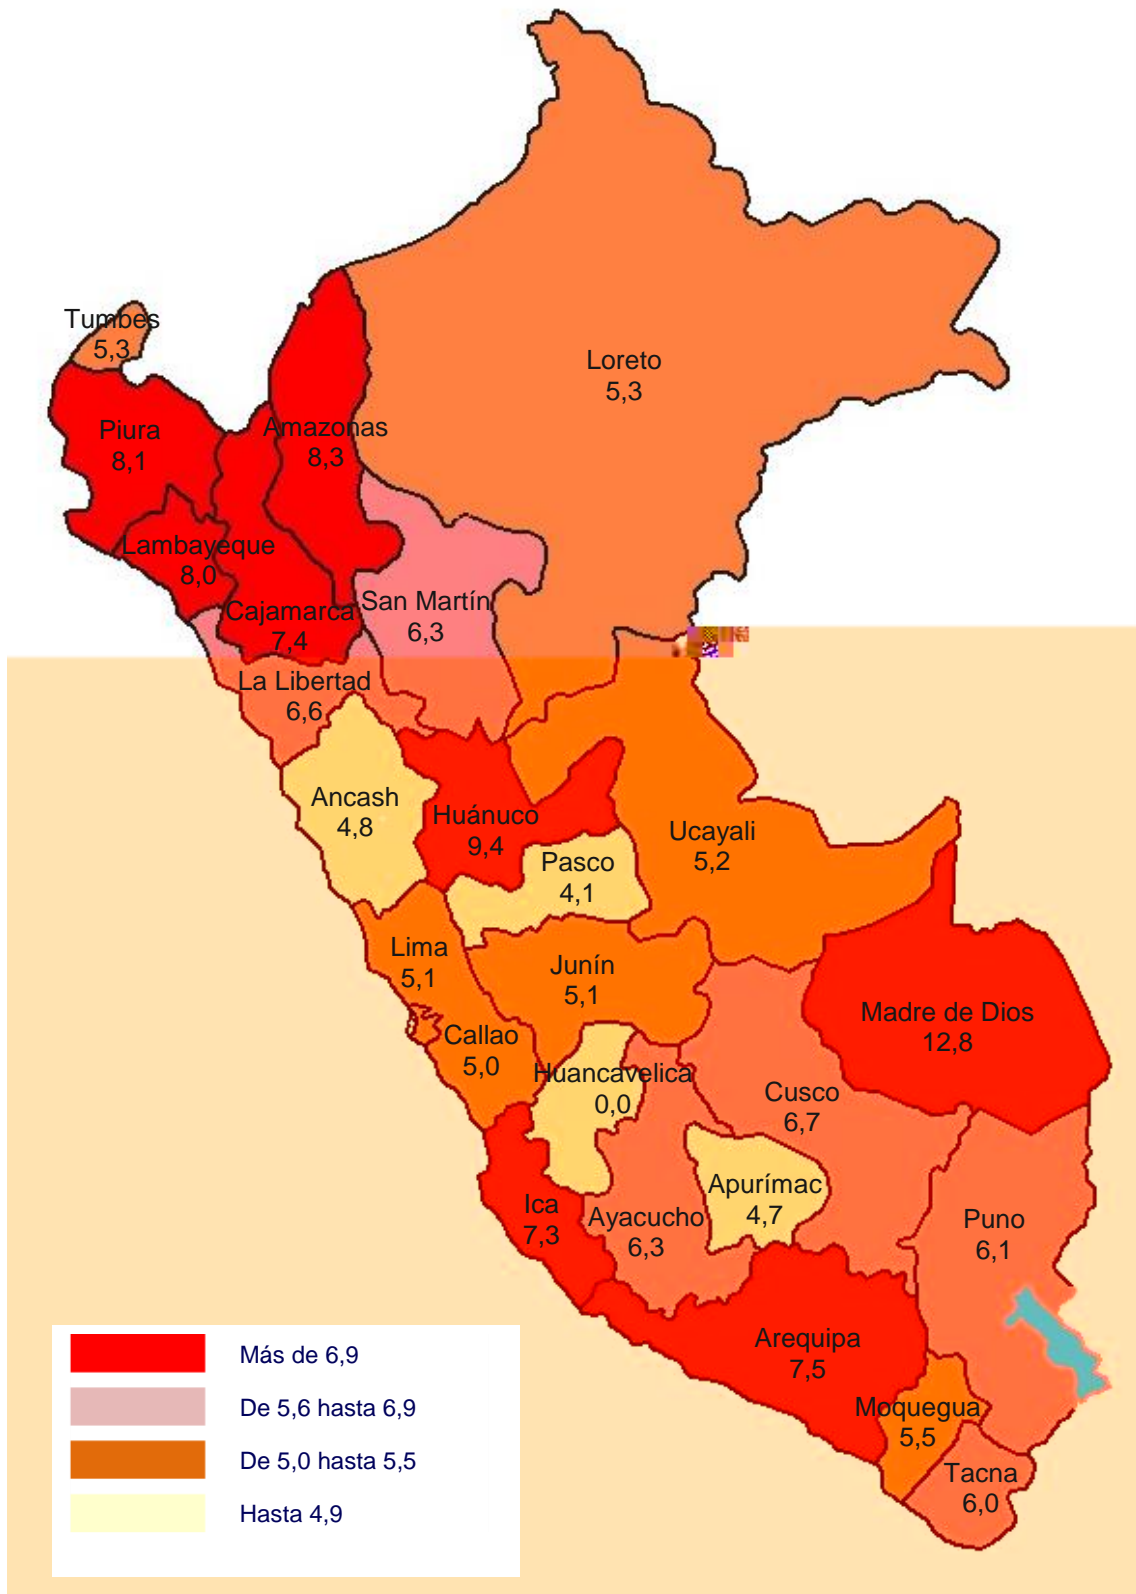 Tumbes
5,3
Loreto
5,3
Piura
8,1
Amazonas
8,3
Lambayeque
8,0
Cajamarca
7,4
San Martín
6,3
La Libertad
6,6
Ancash
4,8
Huánuco
9,4
Ucayali
5,2
Pasco
4,1
Lima
5,1
Junín
5,1
Madre de Dios
12,8
Callao
5,0
Huancavelica
0,0
Cusco
6,7
Apurímac
4,7
Ica
7,3
Ayacucho
6,3
Puno
6,1
Arequipa
7,5
Moquegua
5,5
Tacna
6,0
Más de 6,9
De 5,6 hasta 6,9
De 5,0 hasta 5,5
Hasta 4,9